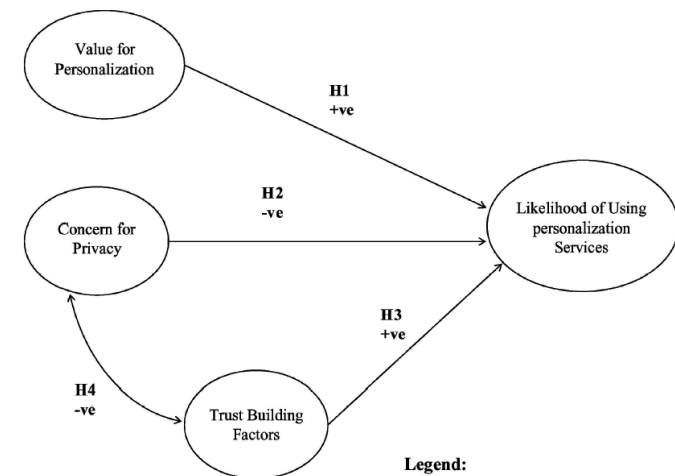 Value for
Personalization
H1
+ve
H2
-ve
Likelihood of Using
personalization
Services
Concern for
Privacy
H3
+ve
H4
-ve
Trust Building
Factors
Legend: